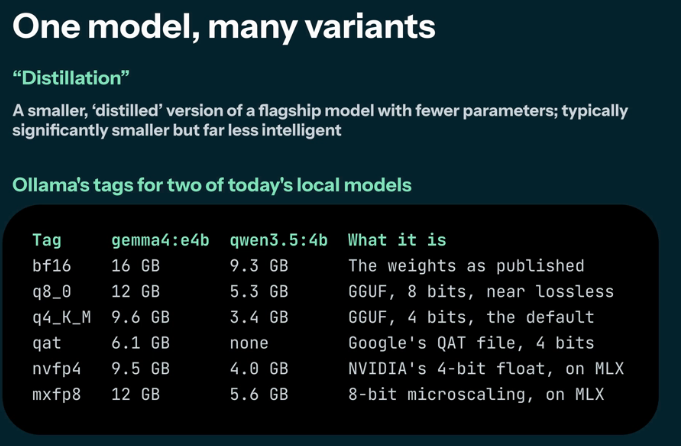 One model, many variants
“Distillation”
A smaller, ‘distilled’ version of a flagship model with fewer parameters; typically
significantly smaller but far less intelligent
Ollama's tags for two of today's local models
Tag gemma4:e4b qwen3.5:4b What it is
bf16 16 GB 9.3 GB The weights as published
q8_0 12 GB 5.3 GB GGUF, 8 bits, near lossless
q4_K_M 9.6 GB 3.4 GB GGUF, 4 bits, the default
qat 6.1 GB none Google's QAT file, 4 bits
nvfp4 9.5 GB 4.0 GB NVIDIA's 4-bit float, on MLX
mxfp8 12 GB 5.6 GB 8-bit microscaling, on MLX